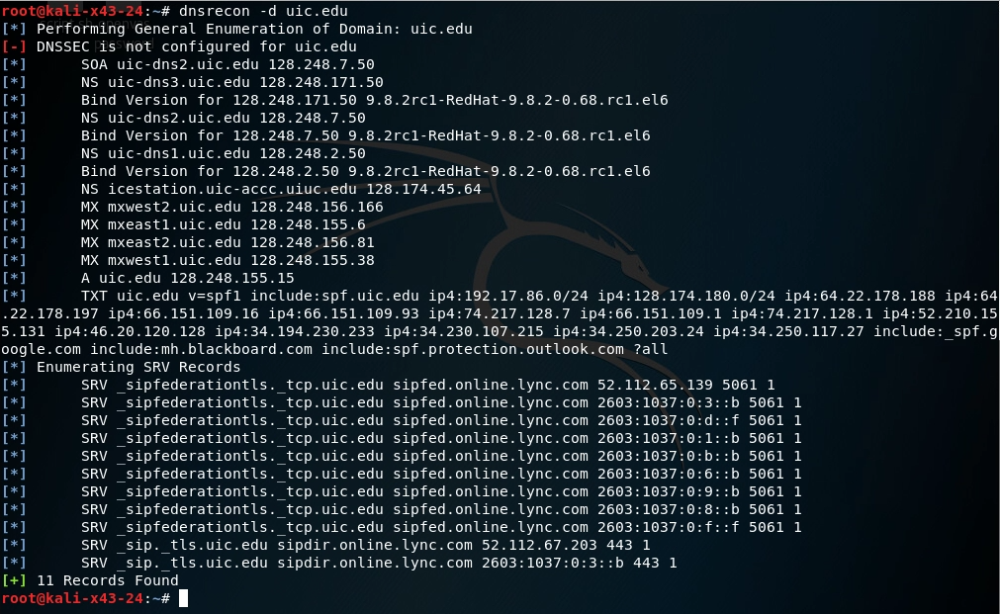 root@kali-x43-24:~# dnsrecon -d uic.edu
[*] Performing General Enumeration of Domain: uic.edu
[-] DNSSEC is not configured for uic.edu
[*]      SOA uic-dns2.uic.edu 128.248.7.50
[*]      NS uic-dns3.uic.edu 128.248.171.50
[*]      Bind Version for 128.248.171.50 9.8.2rc1-RedHat-9.8.2-0.68.rc1.el6
[*]      NS uic-dns2.uic.edu 128.248.7.50
[*]      Bind Version for 128.248.7.50 9.8.2rc1-RedHat-9.8.2-0.68.rc1.el6
[*]      NS uic-dns1.uic.edu 128.248.2.50
[*]      Bind Version for 128.248.2.50 9.8.2rc1-RedHat-9.8.2-0.68.rc1.el6
[*]      NS icestation.uic-accc.uiuc.edu 128.174.45.64
[*]      MX mxwest2.uic.edu 128.248.156.166
[*]      MX mxeast1.uic.edu 128.248.155.6
[*]      MX mxeast2.uic.edu 128.248.156.81
[*]      MX mxwest1.uic.edu 128.248.155.38
[*]      A uic.edu 128.248.155.15
[*]      TXT uic.edu v=spf1 include:spf.uic.edu ip4:192.17.86.0/24 ip4:128.174.180.0/24 ip4:64.22.178.188 ip4:64
.22.178.197 ip4:66.151.109.16 ip4:66.151.109.93 ip4:74.217.128.7 ip4:66.151.109.1 ip4:74.217.128.1 ip4:52.210.15
5.131 ip4:46.20.120.128 ip4:34.194.230.233 ip4:34.230.107.215 ip4:34.250.203.24 ip4:34.250.117.27 include:_spf.g
oogle.com include:mh.blackboard.com include:spf.protection.outlook.com ?all
[*] Enumerating SRV Records
[*]      SRV _sipfederationtls._tcp.uic.edu sipfed.online.lync.com 52.112.65.139 5061 1
[*]      SRV _sipfederationtls._tcp.uic.edu sipfed.online.lync.com 2603:1037:0:3::b 5061 1
[*]      SRV _sipfederationtls._tcp.uic.edu sipfed.online.lync.com 2603:1037:0:d::f 5061 1
[*]      SRV _sipfederationtls._tcp.uic.edu sipfed.online.lync.com 2603:1037:0:1::b 5061 1
[*]      SRV _sipfederationtls._tcp.uic.edu sipfed.online.lync.com 2603:1037:0:b::b 5061 1
[*]      SRV _sipfederationtls._tcp.uic.edu sipfed.online.lync.com 2603:1037:0:6::b 5061 1
[*]      SRV _sipfederationtls._tcp.uic.edu sipfed.online.lync.com 2603:1037:0:9::b 5061 1
[*]      SRV _sipfederationtls._tcp.uic.edu sipfed.online.lync.com 2603:1037:0:8::b 5061 1
[*]      SRV _sipfederationtls._tcp.uic.edu sipfed.online.lync.com 2603:1037:0:f::f 5061 1
[*]      SRV _sip._tls.uic.edu sipdir.online.lync.com 52.112.67.203 443 1
[*]      SRV _sip._tls.uic.edu sipdir.online.lync.com 2603:1037:0:3::b 443 1
[+] 11 Records Found
root@kali-x43-24:~#